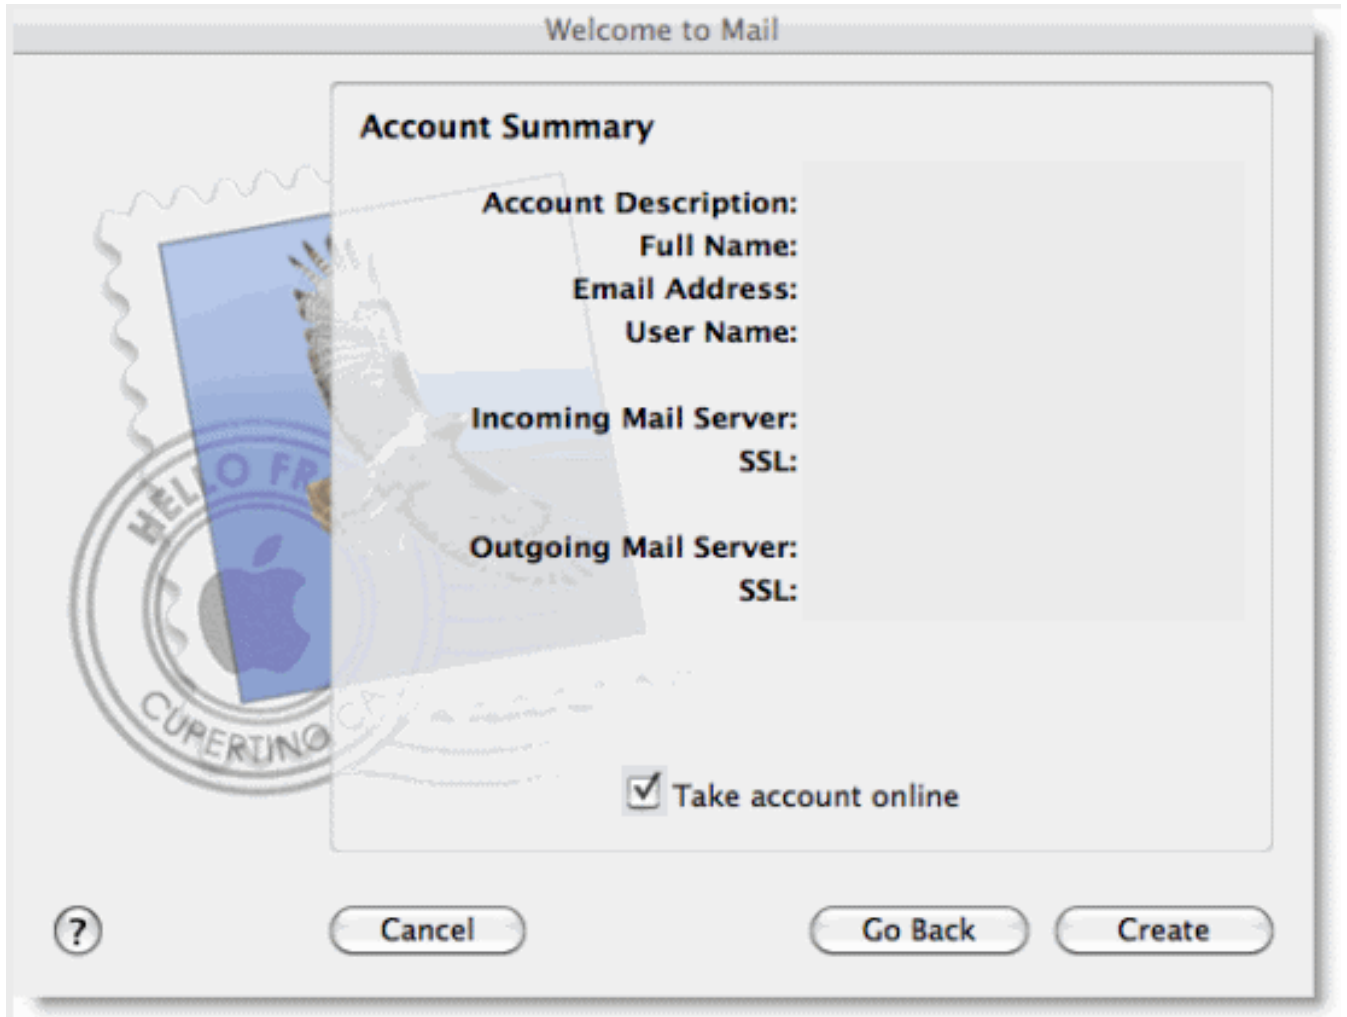 Welcome to Mail
Account Summary
Account Description:
Full Name:
Email Address:
User Name:
Incoming Mail Server:
SSL:
Outgoing Mail Server:
SSL:
HELLO FR
CUPERTINO CA
Take account online
?
Cancel
Go Back
Create